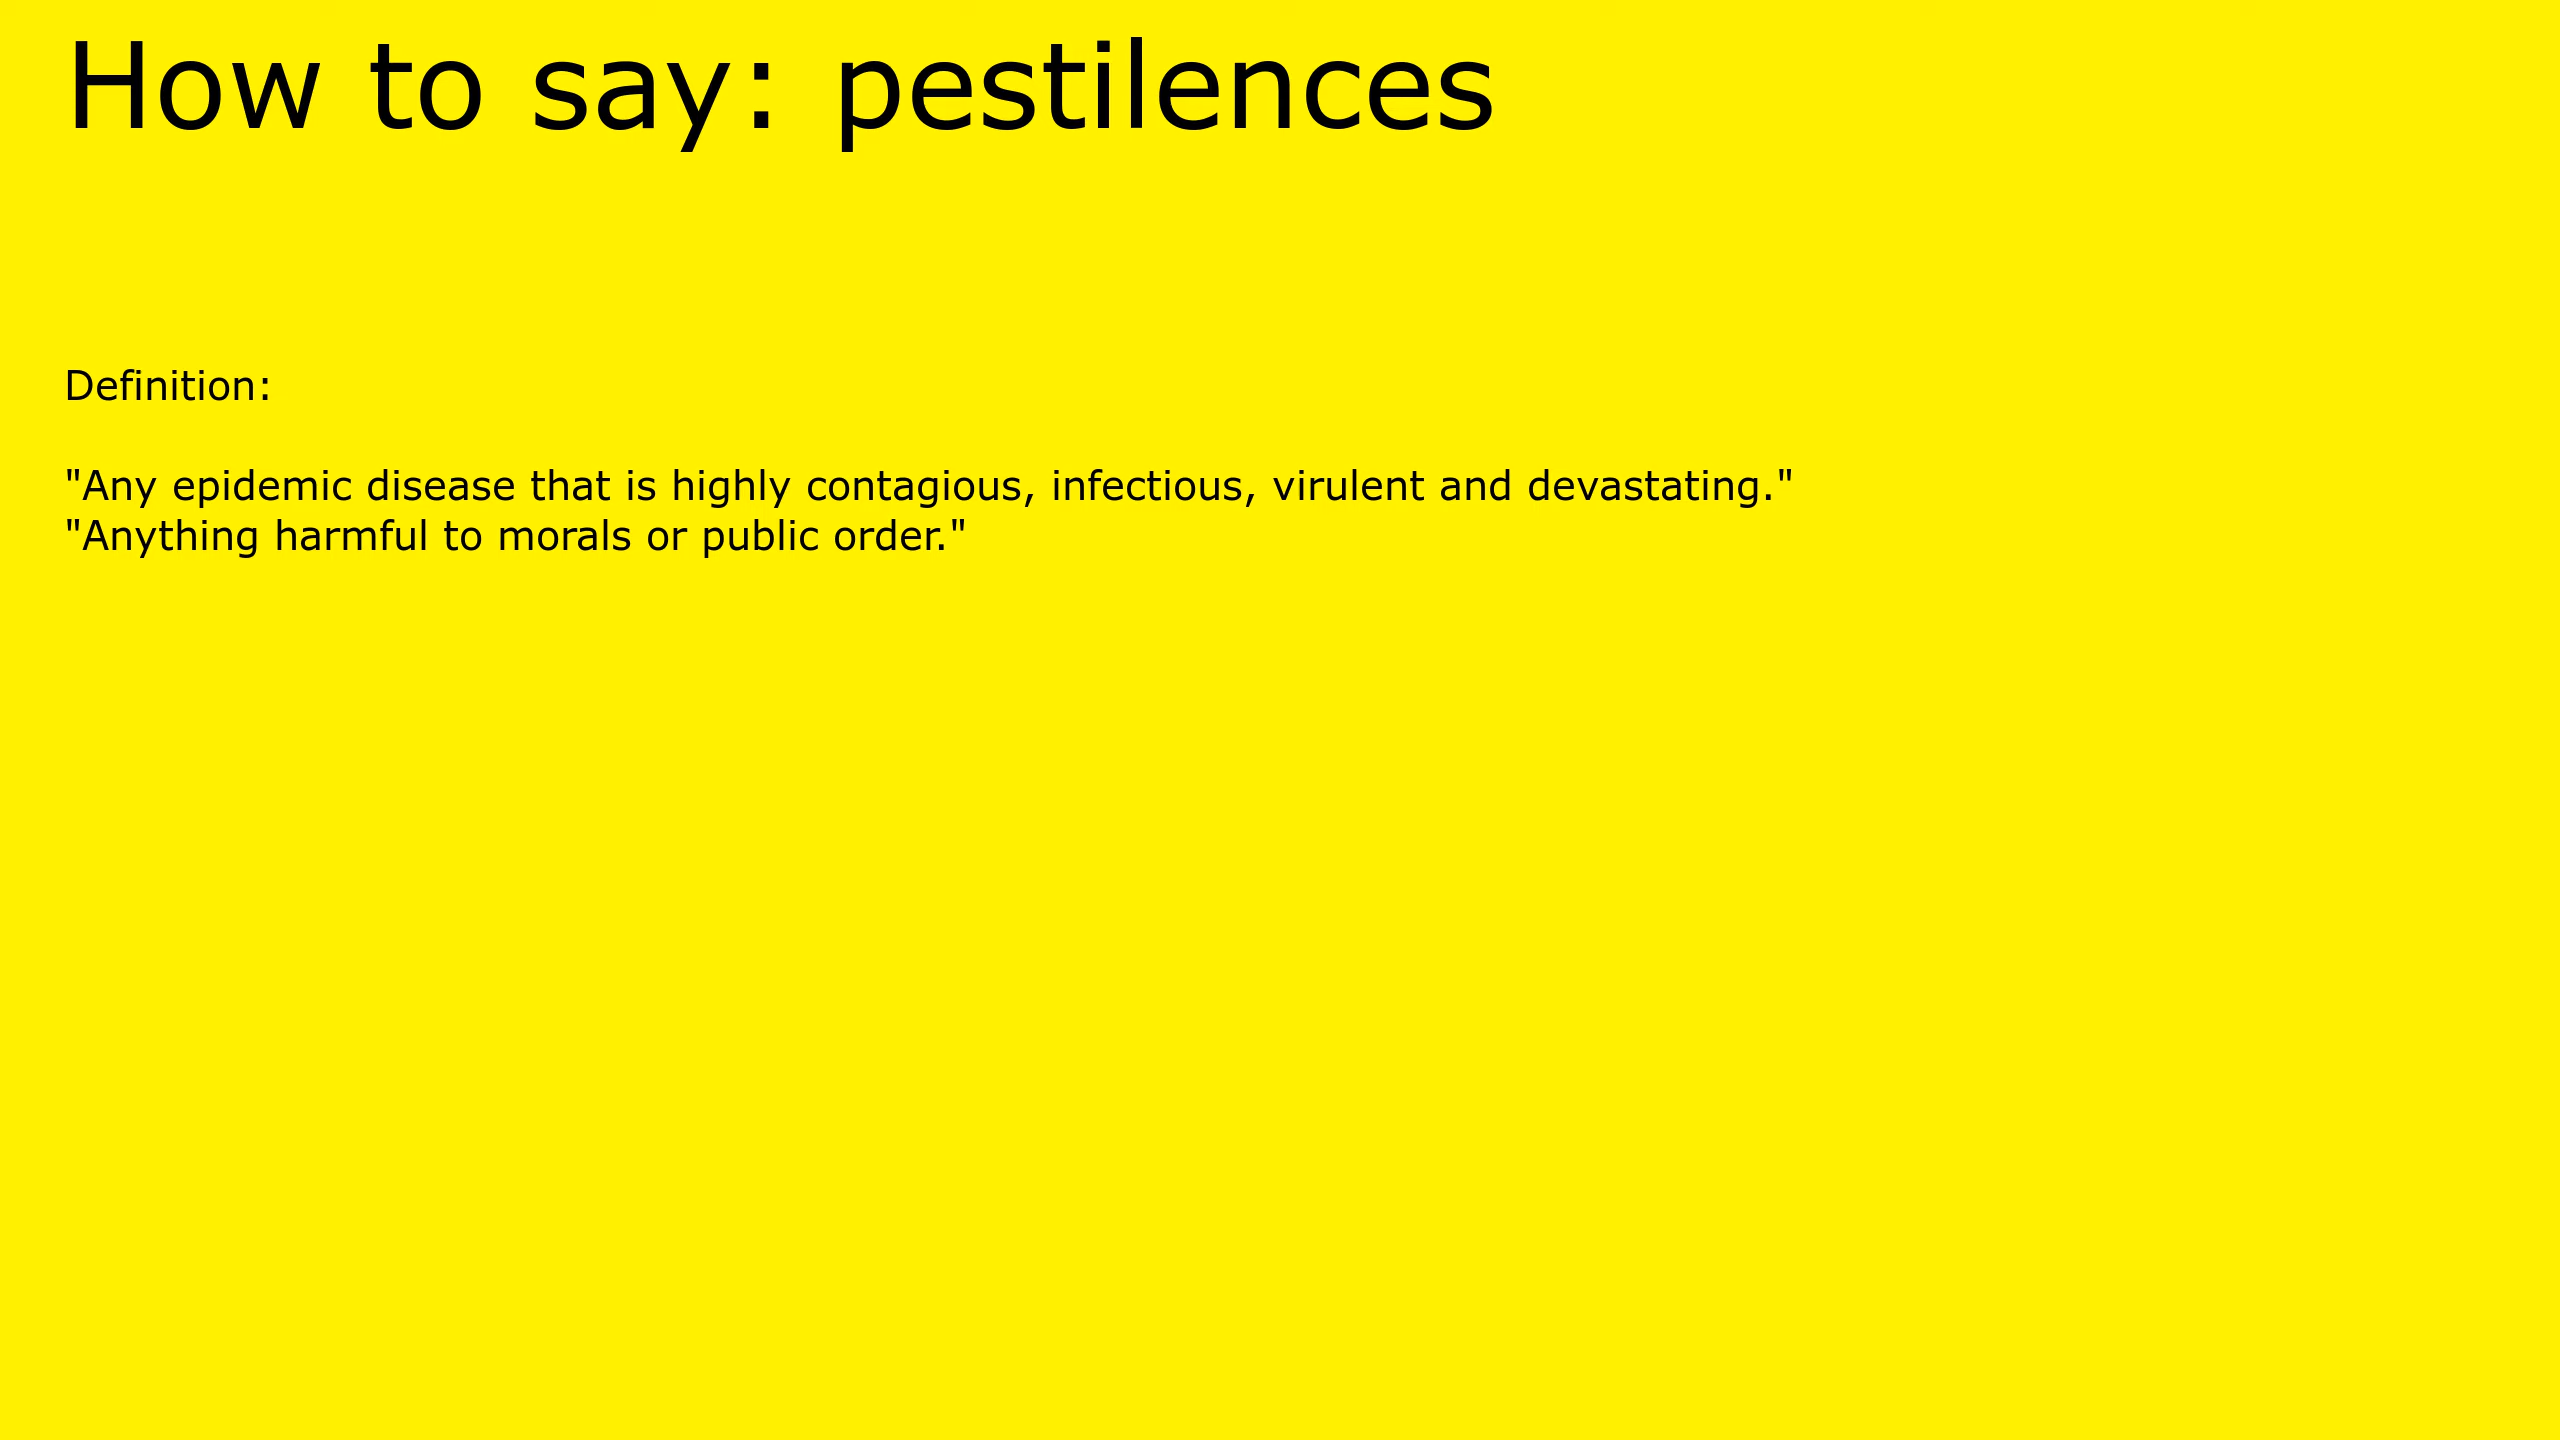 How to say: pestilences
Definition:
"Any epidemic disease that is highly contagious, infectious, virulent and devastating."
"Anything harmful to morals or public order."